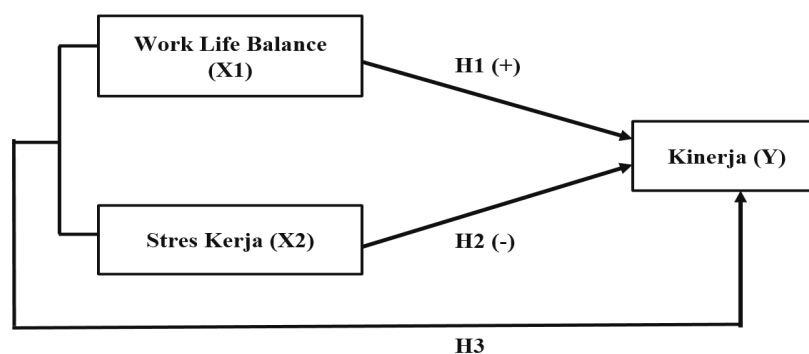 Work Life Balance
(X1)
H1 (+)
Kinerja (Y)
Stres Kerja (X2)
H2 (-)
H3